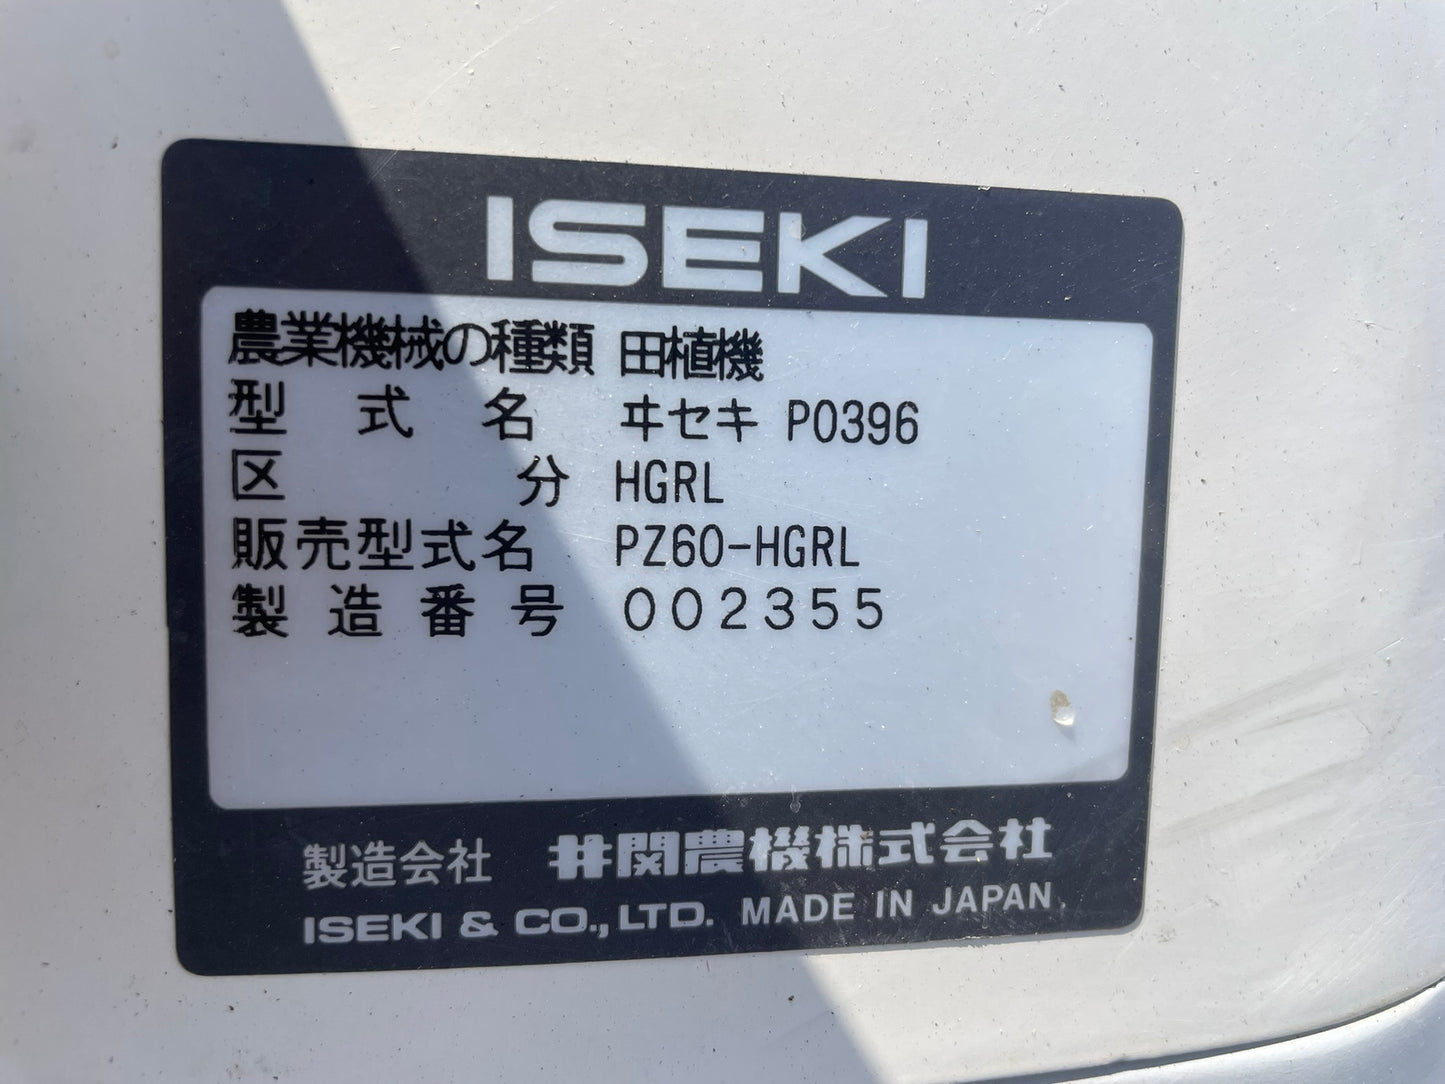 ISEKI
農業機械の種類 田植機
型式名 ヰセキ P0396
区分 HGRL
販売型式名 PZ60-HGRL
製造番号 002355
製造会社 井関農機株式会社
ISEKI & CO., LTD. MADE IN JAPAN.